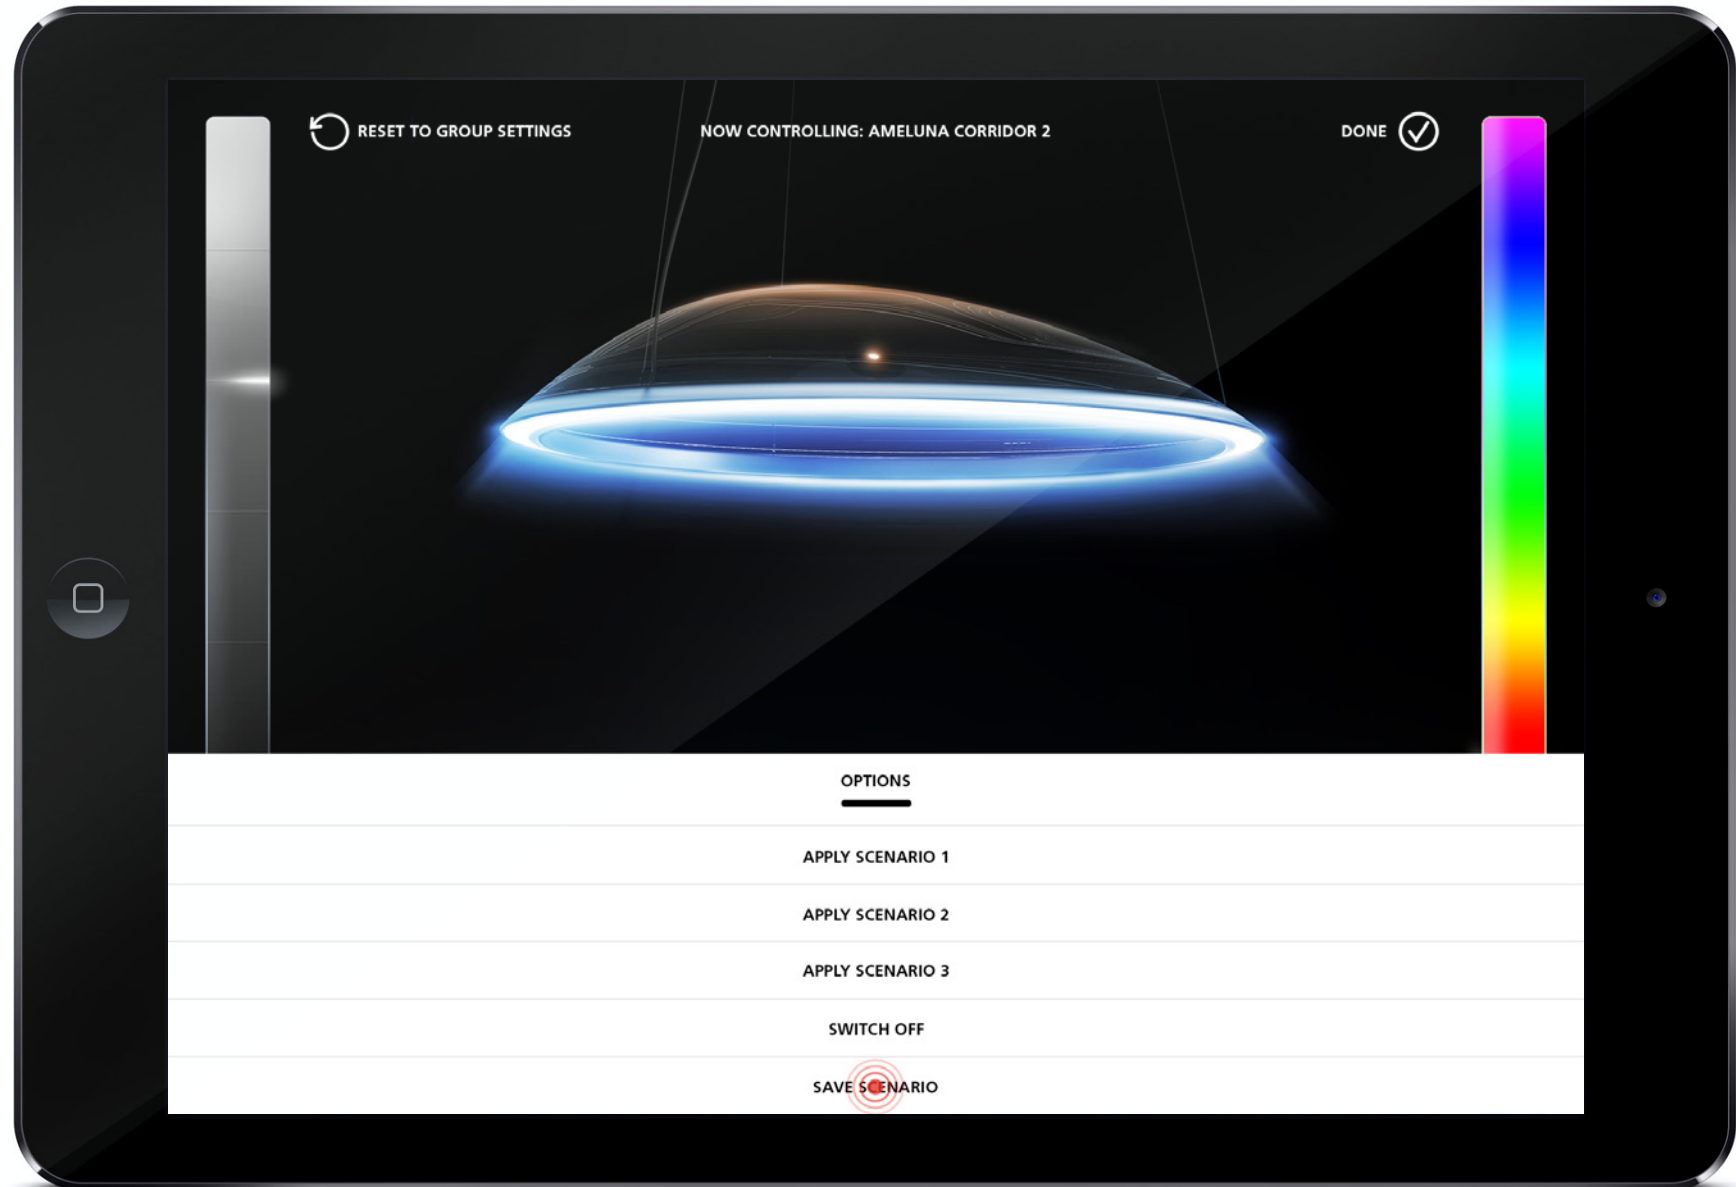 RESET TO GROUP SETTINGS
NOW CONTROLLING: AMELUNA CORRIDOR 2
DONE
OPTIONS
APPLY SCENARIO 1
APPLY SCENARIO 2
APPLY SCENARIO 3
SWITCH OFF
SAVE SCENARIO